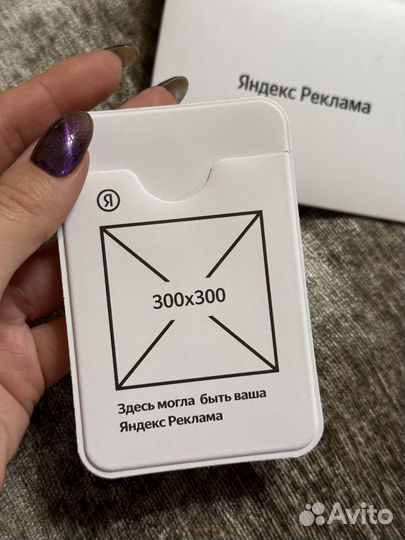 Яндекс Реклама
Я
300x300
Здесь могла быть ваша
Яндекс Реклама
Avito